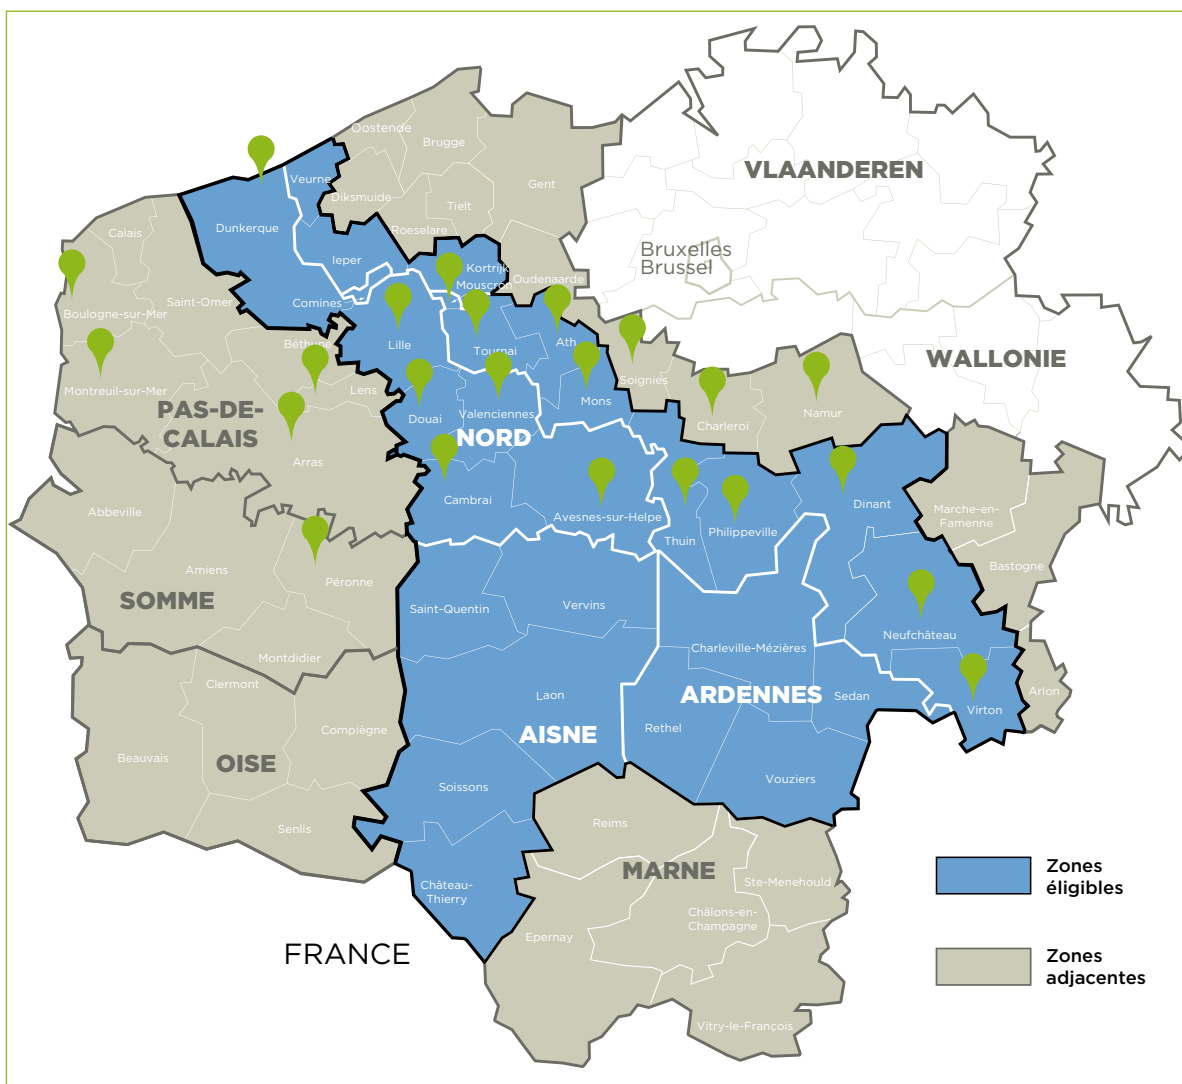 Oostende
Brugge
VLAANDEREN
Veurne
Gent
Diksmuide
Tielt
Dunkerque
Calais
Roeselare
Bruxelles
Brussel
Ieper
Kortrijk
Oudenaarde
Mouscron
Saint-Omer
Comines
Boulogne-sur-Mer
Béthune
Lille
Tournai
Ath
WALLONIE
Soignies
Montreuil-sur-Mer
Lens
Mons
PAS-DE-
CALAIS
Douai
Valenciennes
Charleroi
Namur
NORD
Arras
Cambrai
Avesnes-sur-Helpe
Dinant
Abbeville
Thuin
Philippeville
Marche-en-
Famenne
Amiens
Péronne
Bastogne
SOMME
Saint-Quentin
Vervins
Neufchâteau
Montdidier
Charleville-Mézières
Clermont
Laon
ARDENNES
Sedan
Arlon
Virton
Compiègne
AISNE
Rethel
Beauvais
OISE
Soissons
Vouziers
Senlis
Reims
MARNE
Château-
Thierry
Ste-Menehould
Zones
éligibles
Châlons-en-
Champagne
Epernay
FRANCE
Zones
adjacentes
Vitry-le-François